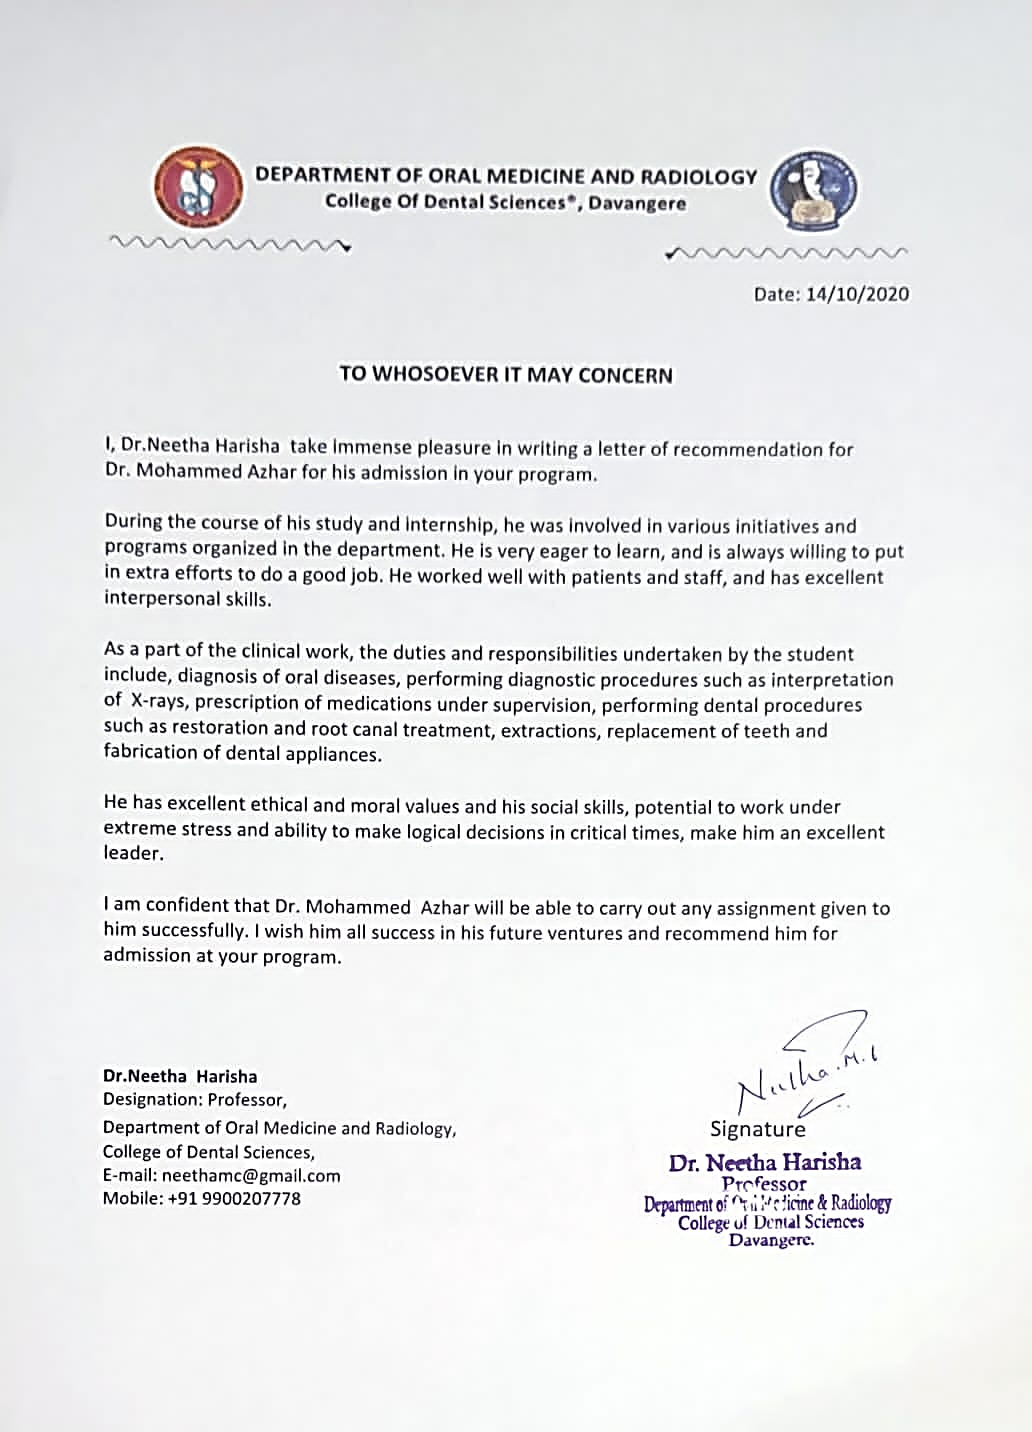 DEPARTMENT OF ORAL MEDICINE AND RADIOLOGY
College Of Dental Sciences®, Davangere
Date: 14/10/2020
TO WHOSOEVER IT MAY CONCERN
I, Dr.Neetha Harisha take immense pleasure in writing a letter of recommendation for
Dr. Mohammed Azhar for his admission in your program.
During the course of his study and internship, he was involved in various initiatives and
programs organized in the department. He is very eager to learn, and is always willing to put
in extra efforts to do a good job. He worked well with patients and staff, and has excellent
interpersonal skills.
As a part of the clinical work, the duties and responsibilities undertaken by the student
include, diagnosis of oral diseases, performing diagnostic procedures such as interpretation
of X-rays, prescription of medications under supervision, performing dental procedures
such as restoration and root canal treatment, extractions, replacement of teeth and
fabrication of dental appliances.
He has excellent ethical and moral values and his social skills, potential to work under
extreme stress and ability to make logical decisions in critical times, make him an excellent
leader.
I am confident that Dr. Mohammed Azhar will be able to carry out any assignment given to
him successfully. I wish him all success in his future ventures and recommend him for
admission at your program.
Dr.Neetha Harisha
Designation: Professor,
Department of Oral Medicine and Radiology,
College of Dental Sciences,
E-mail: neethamc@gmail.com
Mobile: +91 9900207778
Signature
Dr. Neetha Harisha
Professor
Department of Oral Medicine & Radiology
College of Dental Sciences
Davangere.